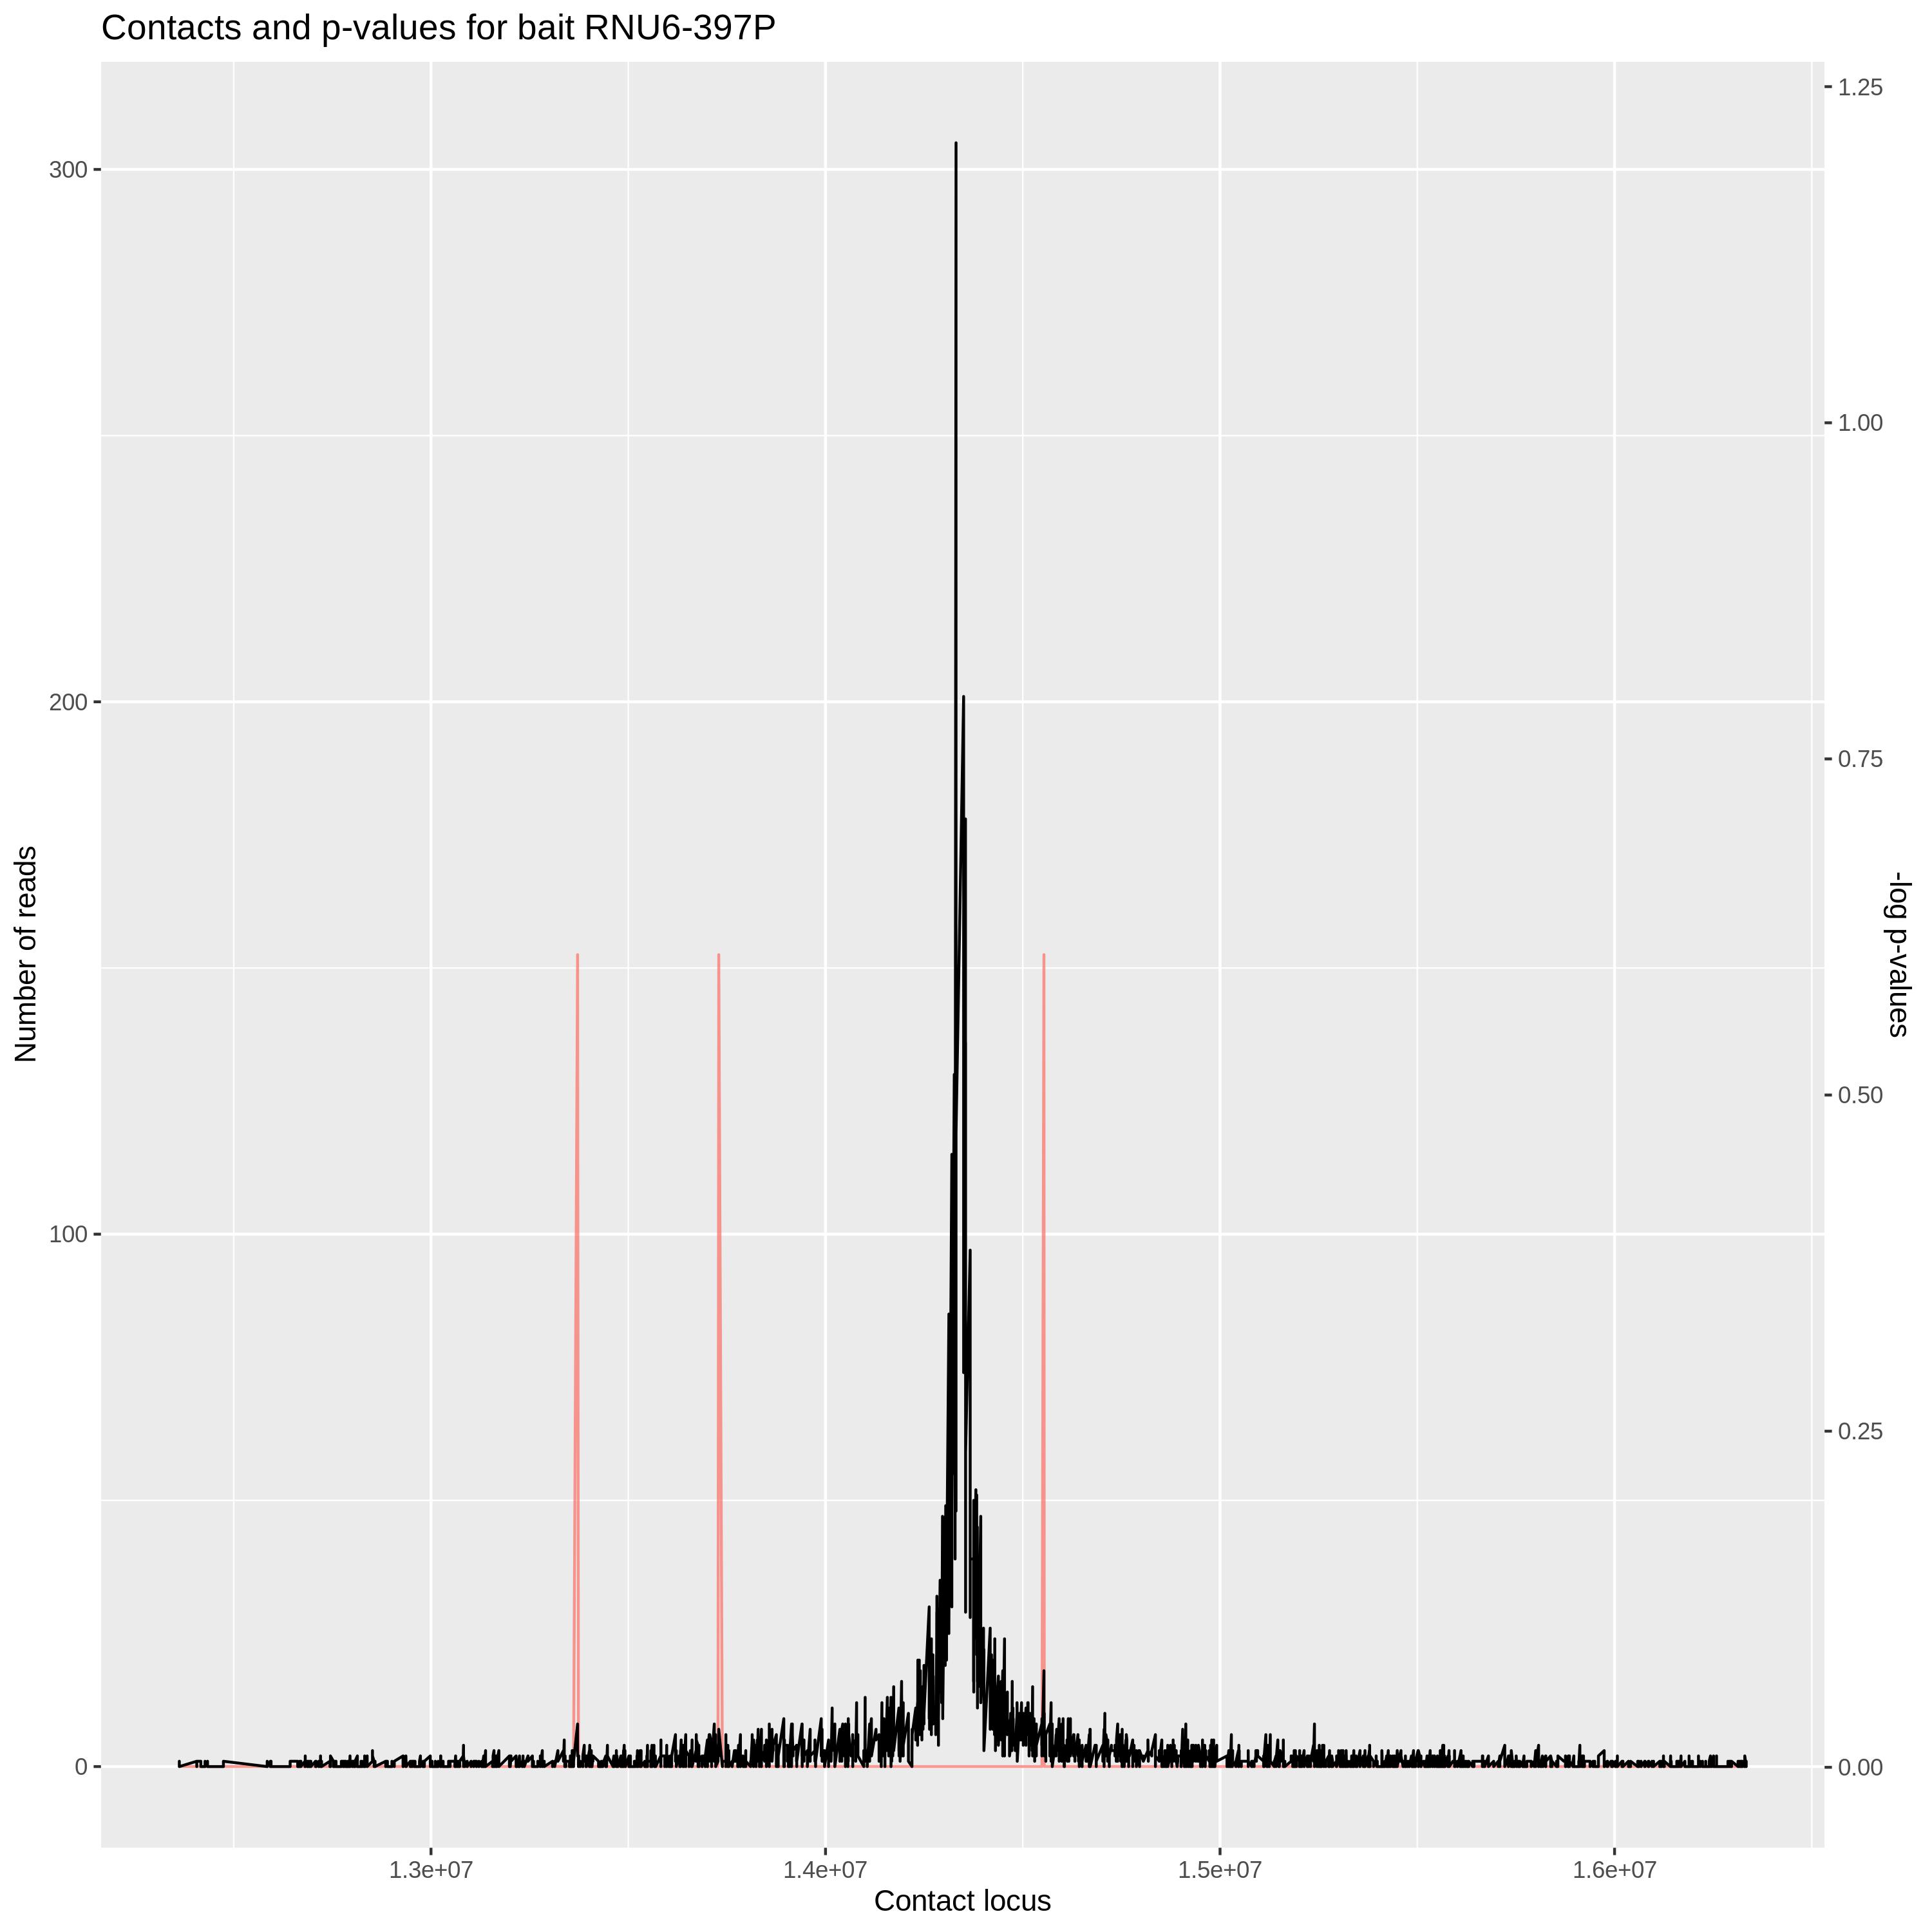 Contacts and p-values for bait RNU6-397P
300
200
100
0
Number of reads
1.25
1.00
0.75
0.50
0.25
0.00
-log p-values
1.3e+07
1.4e+07
1.5e+07
1.6e+07
Contact locus